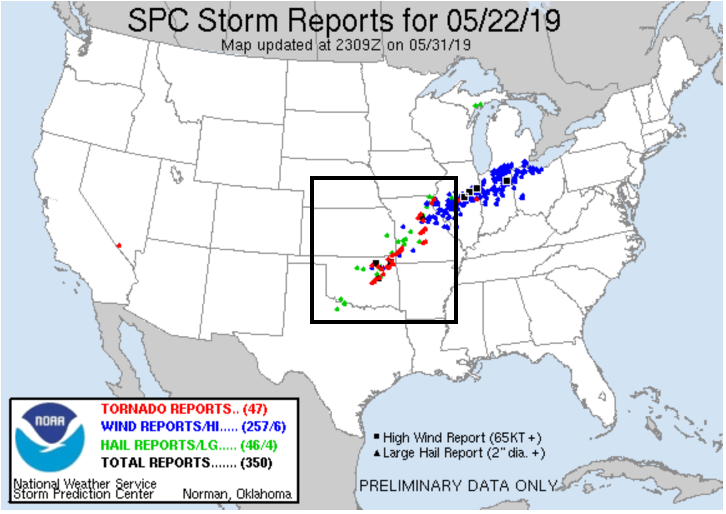 SPC Storm Reports for 05/22/19
Map updated at 2309Z on 05/31/19
NOAA
TORNADO REPORTS.. (47)
WIND REPORTS/HI..... (257/6)
HAIL REPORTS/LG..... (46/4)
TOTAL REPORTS....... (350)
National Weather Service
Storm Prediction Center Norman, Oklahoma
High Wind Report (65KT +)
Large Hail Report (2" dia. +)
PRELIMINARY DATA ONLY